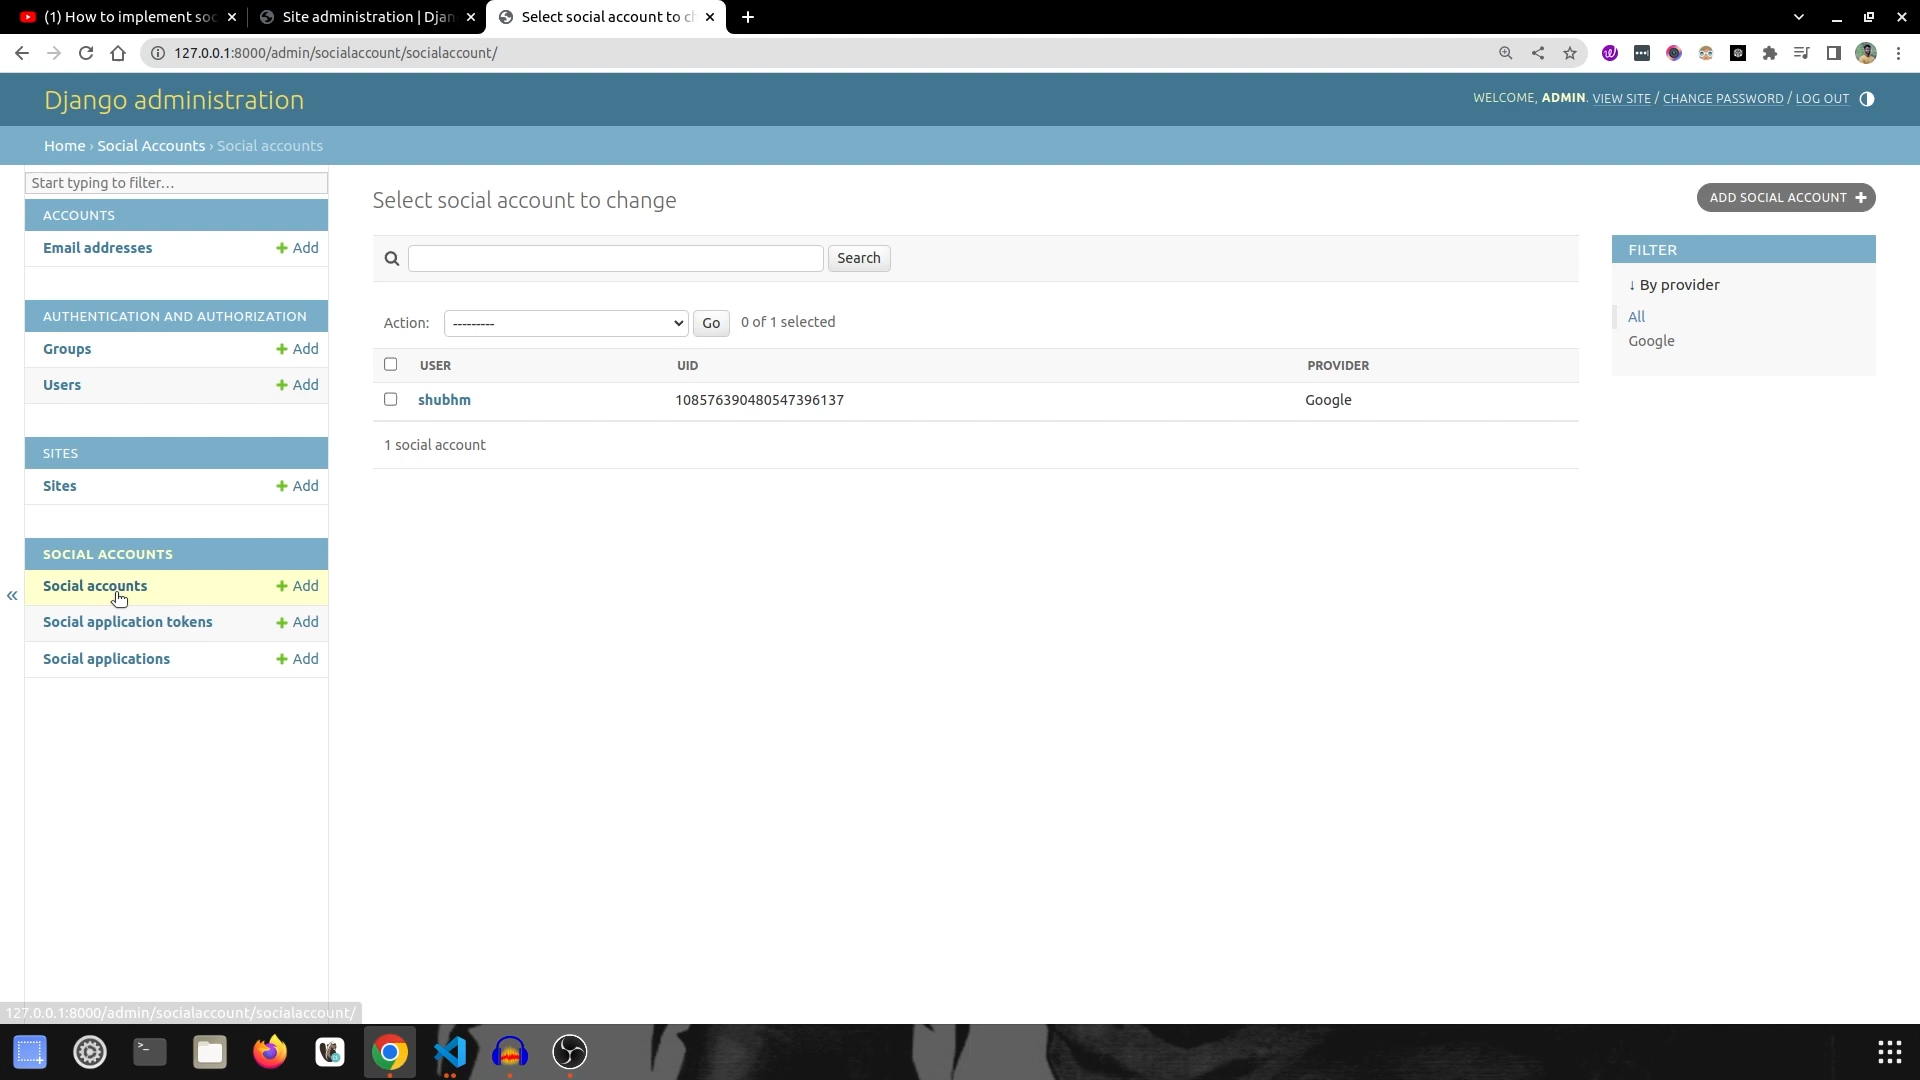 (1) How to implement soc
Site administration | Djan
Select social account to ch
127.0.0.1:8000/admin/socialaccount/socialaccount/
Django administration
WELCOME, ADMIN. VIEW SITE / CHANGE PASSWORD / LOG OUT
Home › Social Accounts › Social accounts
Start typing to filter…
ACCOUNTS
Email addresses + Add
AUTHENTICATION AND AUTHORIZATION
Groups + Add
Users + Add
SITES
Sites + Add
SOCIAL ACCOUNTS
Social accounts + Add
Social application tokens + Add
Social applications + Add
«
Select social account to change
ADD SOCIAL ACCOUNT +
Search
Action: --------- Go 0 of 1 selected
USER UID PROVIDER
shubhm 108576390480547396137 Google
1 social account
FILTER
↓ By provider
All
Google
127.0.0.1:8000/admin/socialaccount/socialaccount/